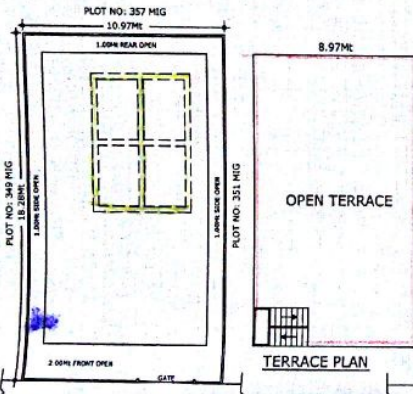 PLOT NO: 357 MIG
10.97Mt
1.00Mt REAR OPEN
PLOT NO: 349 MIG
18.28Mt
1.00Mt SIDE OPEN
1.00Mt SIDE OPEN
PLOT NO: 351 MIG
2.00Mt FRONT OPEN
GATE
8.97Mt
OPEN TERRACE
TERRACE PLAN